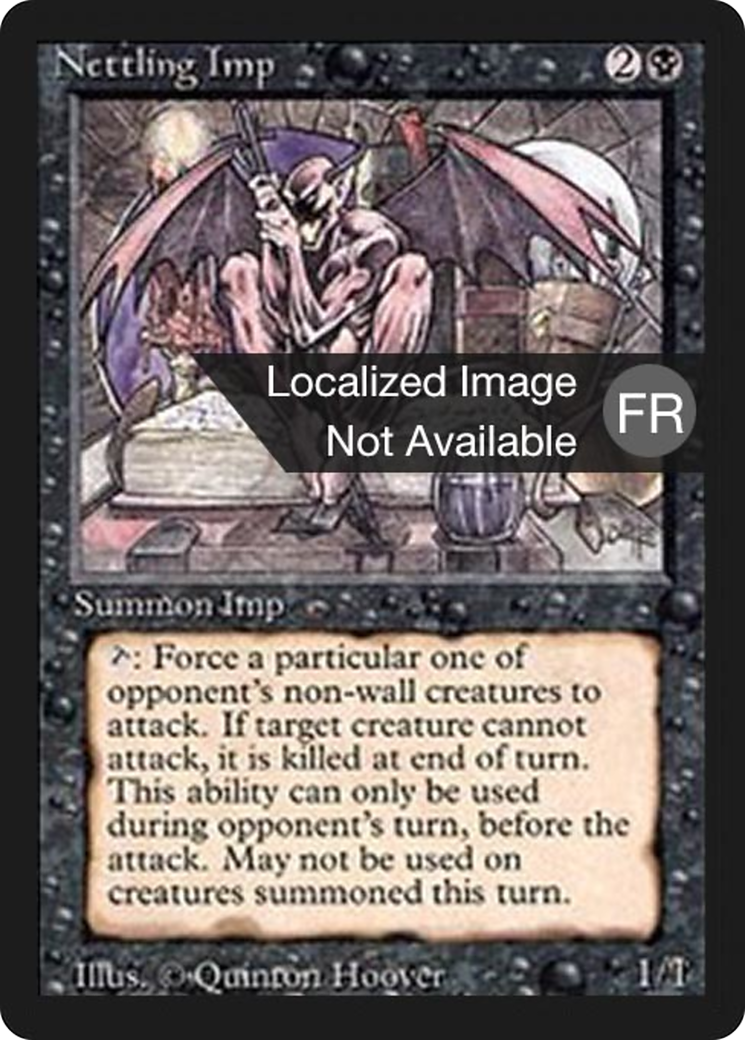 Nettling Imp 2
Localized Image
Not Available
FR
Summon Imp
: Force a particular one of
opponent's non-wall creatures to
attack. If target creature cannot
attack, it is killed at end of turn.
This ability can only be used
during opponent's turn, before the
attack. May not be used on
creatures summoned this turn.
Illus. © Quinton Hoover 1/1